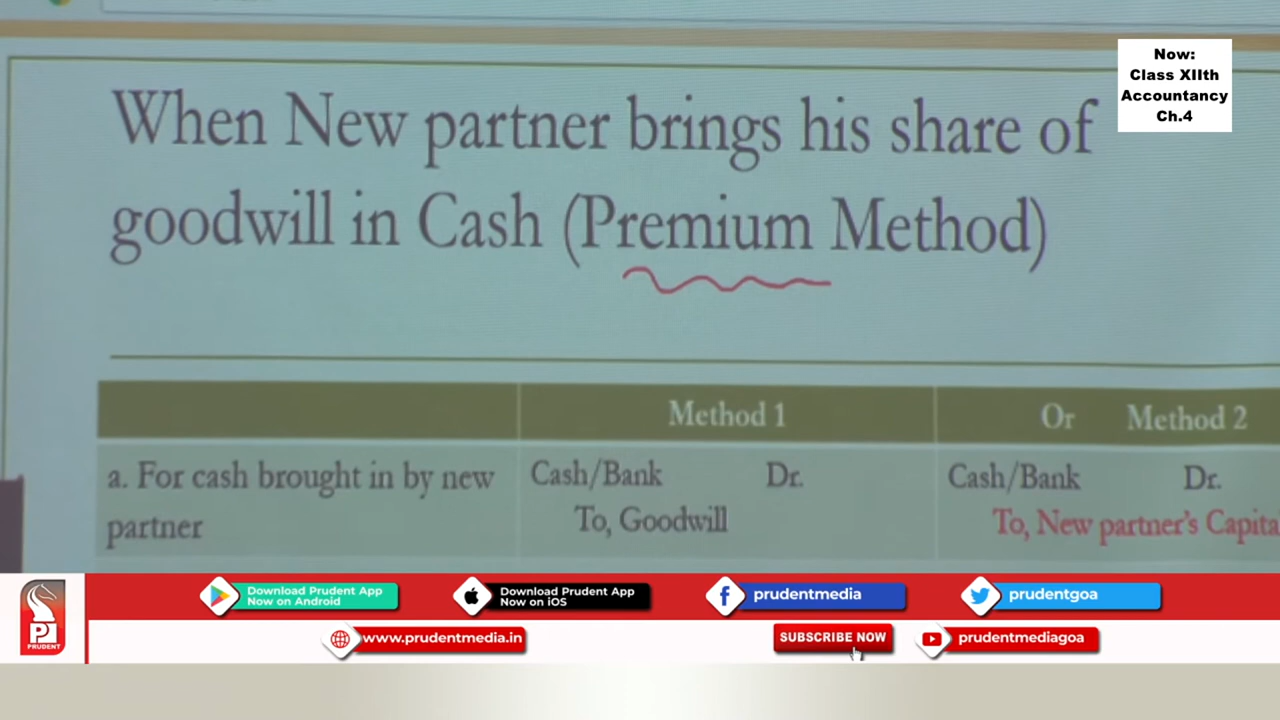 Now:
Class XIIth
Accountancy
Ch.4
When New partner brings his share of
goodwill in Cash (Premium Method)
Method 1
Or Method 2
a. For cash brought in by new
partner
Cash/Bank Dr.
To, Goodwill
Cash/Bank Dr.
To, New partner's Capita
Download Prudent App
Now on Android
Download Prudent App
Now on iOS
prudentmedia
prudentgoa
PRUDENT
www.prudentmedia.in
SUBSCRIBE NOW
prudentmediagoa